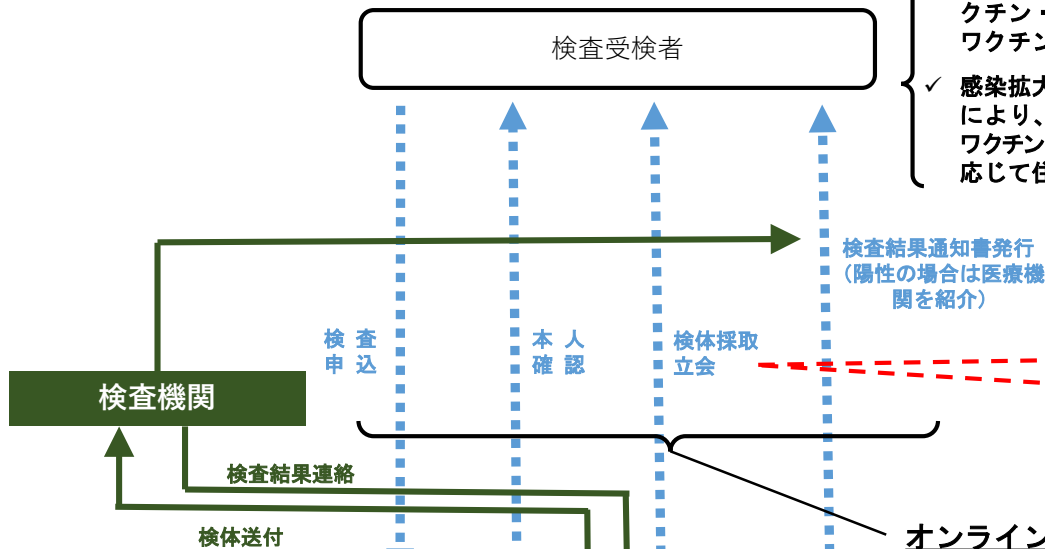 クチン・
ワクチン
検査受検者
✓ 感染拡大
により、
ワクチン
応じて住
検査結果通知書発行
（陽性の場合は医療機
関を紹介）
検 査
申 込
本 人
確 認
検体採取
立会
検査機関
検査結果連絡
検体送付
オンライン